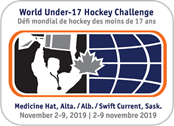 World Under-17 Hockey Challenge
Défi mondial de hockey des moins de 17 ans
Medicine Hat, Alta. / Alb. / Swift Current, Sask.
November 2-9, 2019 | 2-9 novembre 2019